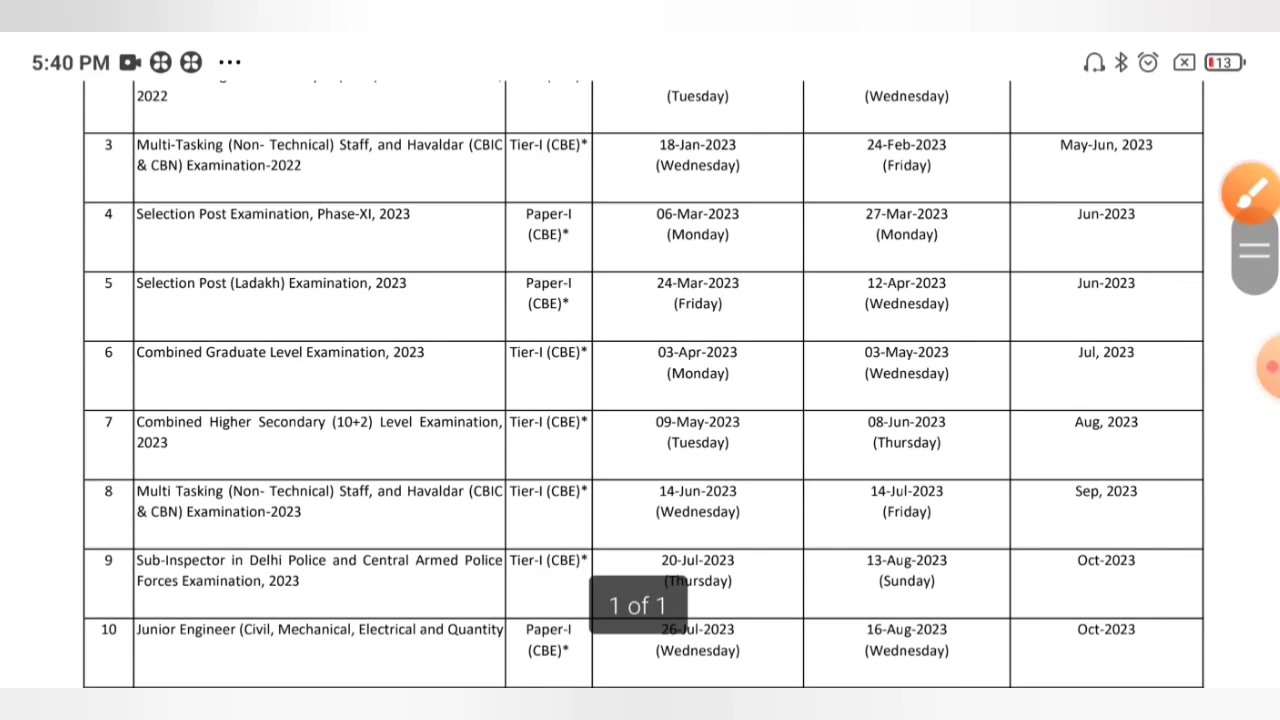 5:40 PM
13
2022
(Tuesday)
(Wednesday)
3 Multi-Tasking (Non- Technical) Staff, and Havaldar (CBIC Tier-I (CBE)* 18-Jan-2023 24-Feb-2023 May-Jun, 2023
& CBN) Examination-2022 (Wednesday) (Friday)
4 Selection Post Examination, Phase-XI, 2023 Paper-I 06-Mar-2023 27-Mar-2023 Jun-2023
(CBE)* (Monday) (Monday)
5 Selection Post (Ladakh) Examination, 2023 Paper-I 24-Mar-2023 12-Apr-2023 Jun-2023
(CBE)* (Friday) (Wednesday)
6 Combined Graduate Level Examination, 2023 Tier-I (CBE)* 03-Apr-2023 03-May-2023 Jul, 2023
(Monday) (Wednesday)
7 Combined Higher Secondary (10+2) Level Examination, Tier-I (CBE)* 09-May-2023 08-Jun-2023 Aug, 2023
2023 (Tuesday) (Thursday)
8 Multi Tasking (Non- Technical) Staff, and Havaldar (CBIC Tier-I (CBE)* 14-Jun-2023 14-Jul-2023 Sep, 2023
& CBN) Examination-2023 (Wednesday) (Friday)
9 Sub-Inspector in Delhi Police and Central Armed Police Tier-I (CBE)* 20-Jul-2023 13-Aug-2023 Oct-2023
Forces Examination, 2023 (Thursday) (Sunday)
1 of 1
10 Junior Engineer (Civil, Mechanical, Electrical and Quantity Paper-I 26-Jul-2023 16-Aug-2023 Oct-2023
(CBE)* (Wednesday) (Wednesday)